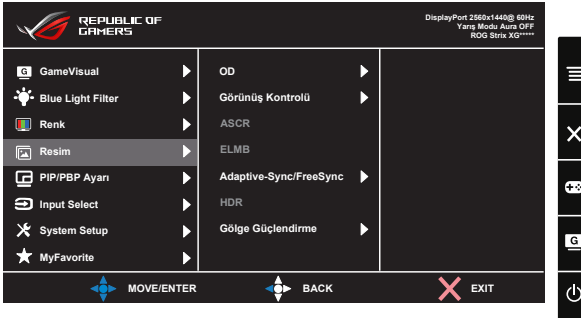 REPUBLIC OF
GAMERS
DisplayPort 2560x1440@ 60Hz
Yarış Modu Aura OFF
ROG Strix XG*****
G GameVisual
Blue Light Filter
Renk
Resim
PIP/PBP Ayarı
Input Select
System Setup
MyFavorite
OD
Görünüş Kontrolü
ASCR
ELMB
Adaptive-Sync/FreeSync
HDR
Gölge Güçlendirme
MOVE/ENTER
BACK
EXIT
G